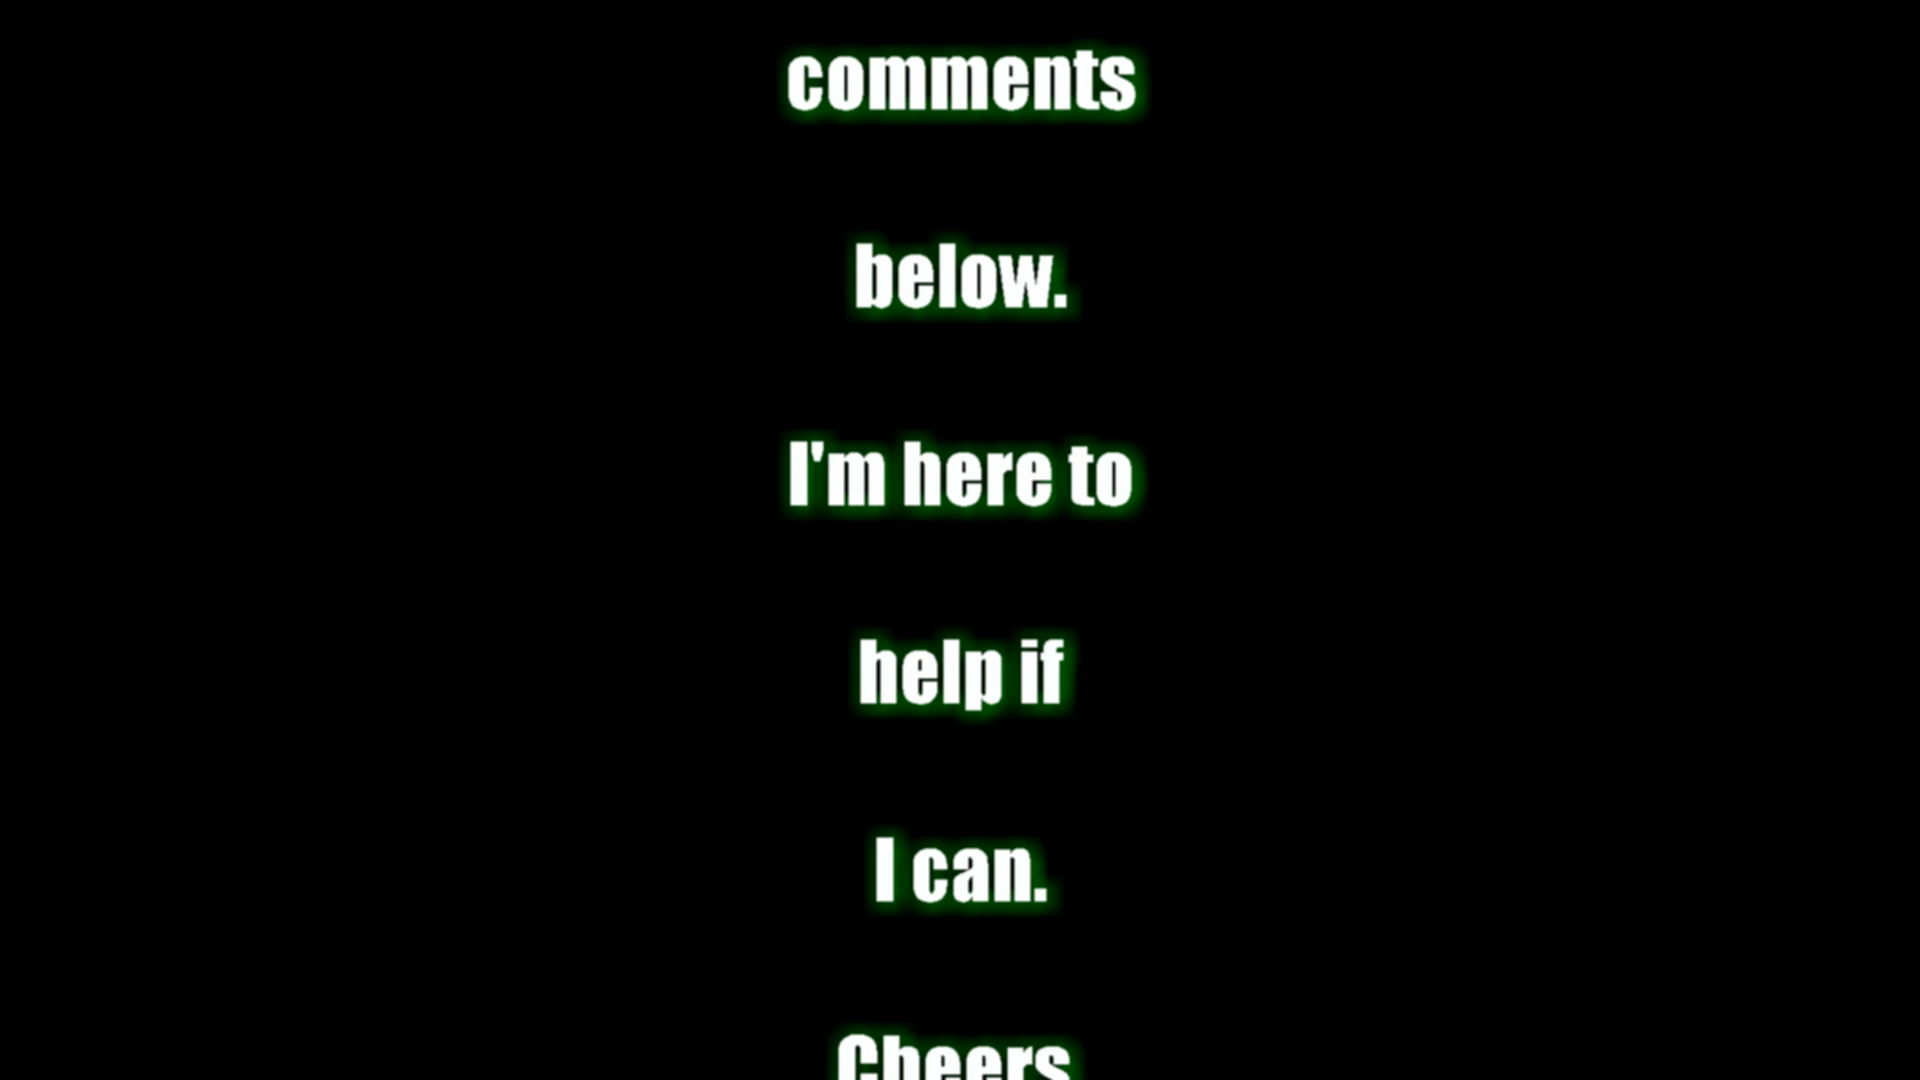 comments
below.
I'm here to
help if
I can.
Cheers